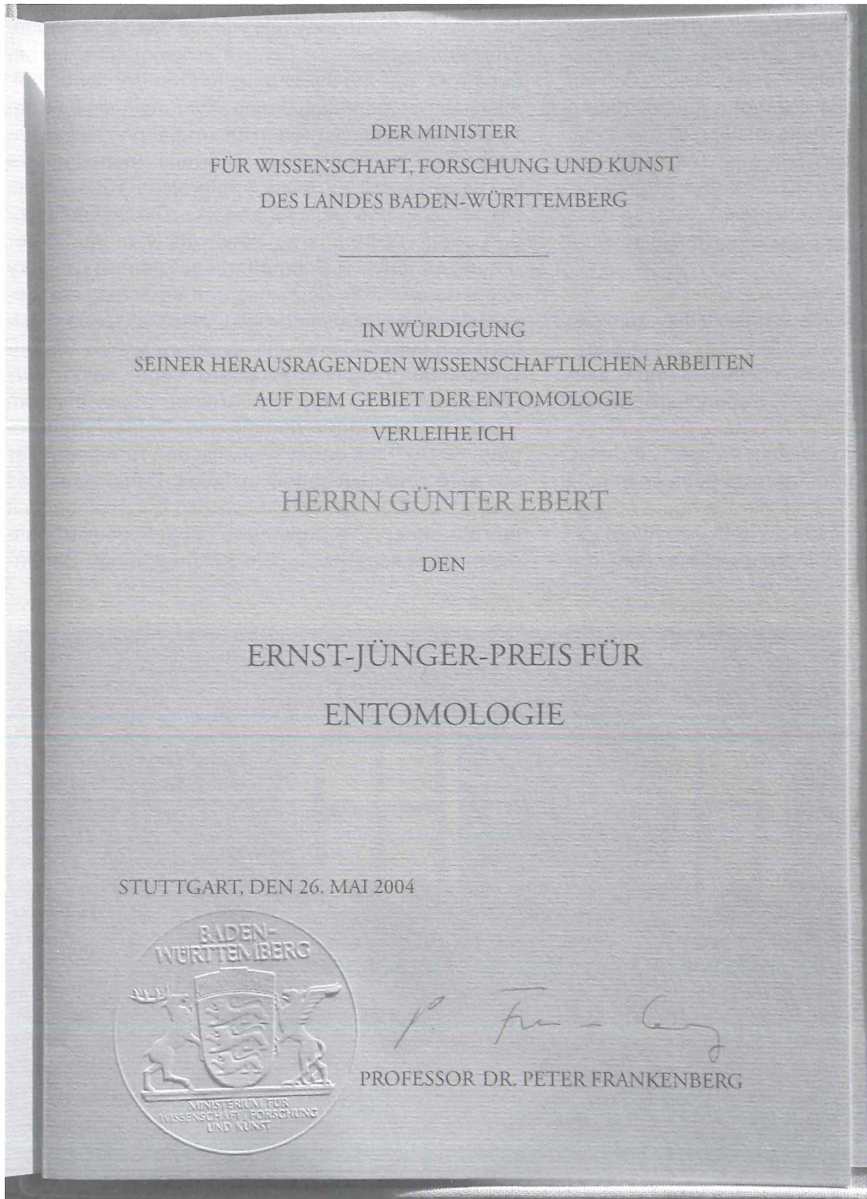 DER MINISTER
FÜR WISSENSCHAFT, FORSCHUNG UND KUNST
DES LANDES BADEN-WÜRTTEMBERG
IN WÜRDIGUNG
SEINER HERAUSRAGENDEN WISSENSCHAFTLICHEN ARBEITEN
AUF DEM GEBIET DER ENTOMOLOGIE
VERLEIHE ICH
HERRN GÜNTER EBERT
DEN
ERNST-JÜNGER-PREIS FÜR
ENTOMOLOGIE
STUTTGART, DEN 26. MAI 2004
BADEN-
WÜRTTEMBERG
MINISTERIUM FÜR
WISSENSCHAFT, FORSCHUNG
UND KUNST
PROFESSOR DR. PETER FRANKENBERG